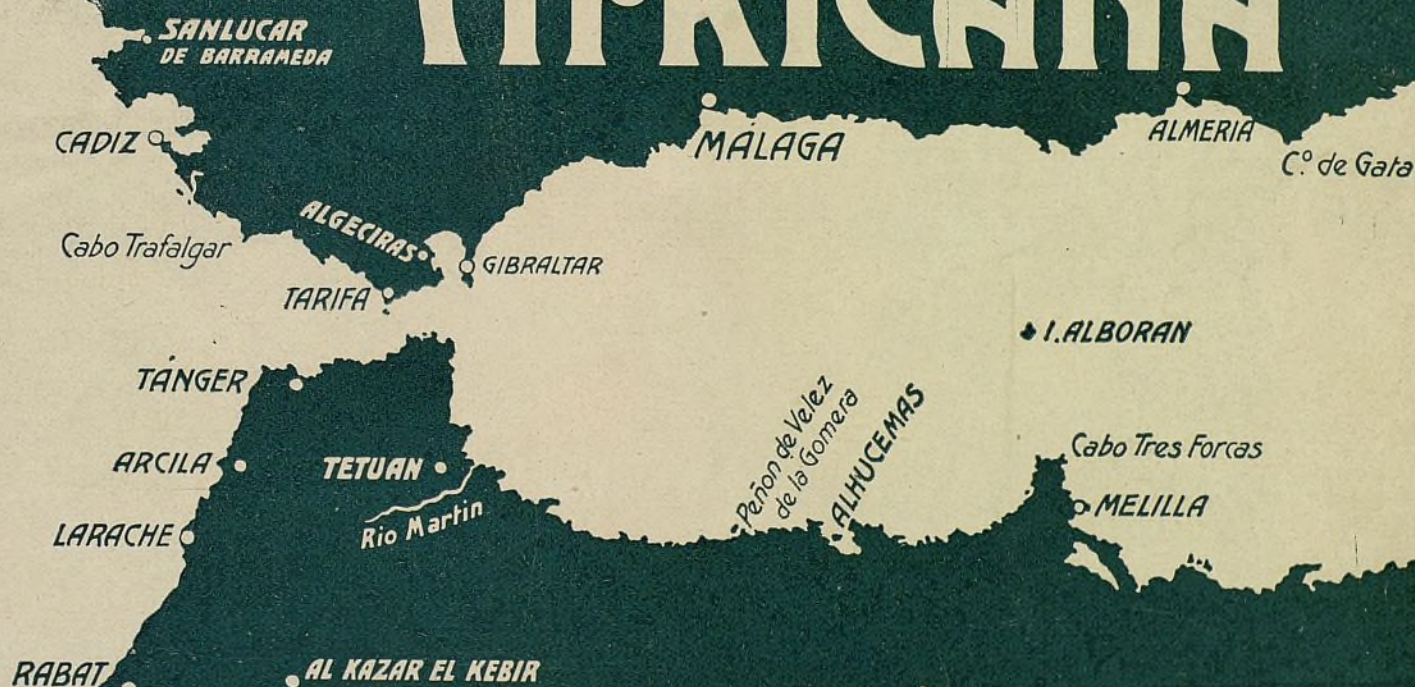 AFRICANA
SANLUCAR
DE BARRAMEDA
CADIZ
MÁLAGA
ALMERIA
Cº. de Gata
ALGECIRAS
Cabo Trafalgar
GIBRALTAR
TARIFA
I. ALBORAN
TÁNGER
Peñon de Velez
de la Gomera
ALHUCEMAS
Cabo Tres Forcas
ARCILA
TETUAN
MELILLA
Rio Martin
LARACHE
RABAT
AL KAZAR EL KEBIR